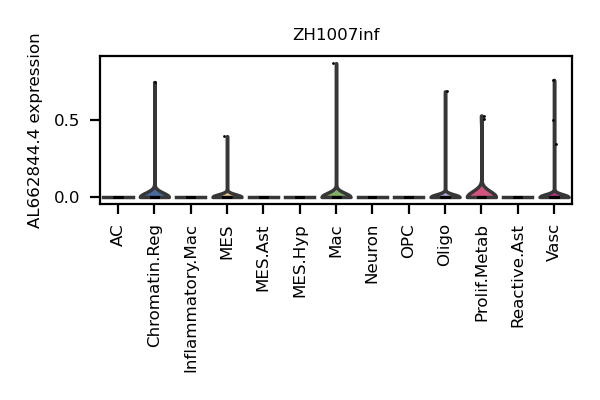 ZH1007inf
AL662844.4 expression
0.5
0.0
AC
Chromatin.Reg
Inflammatory.Mac
MES
MES.Ast
MES.Hyp
Mac
Neuron
OPC
Oligo
Prolif.Metab
Reactive.Ast
Vasc